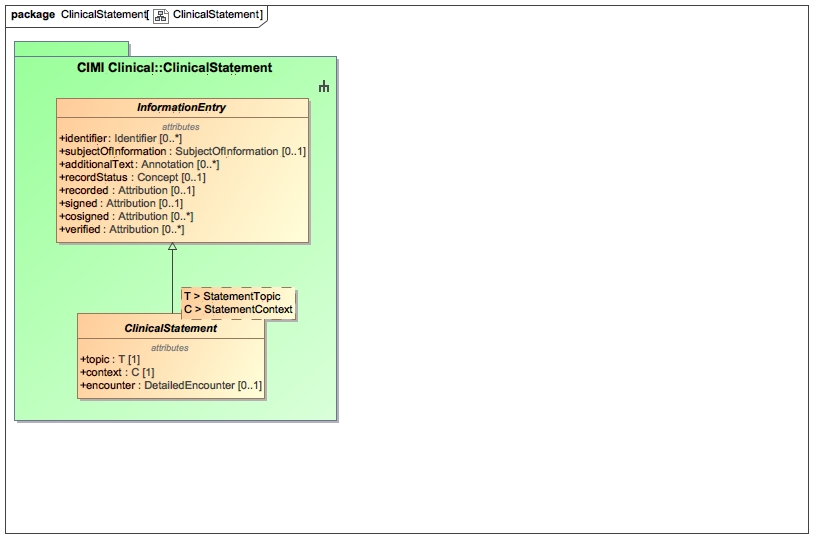 package ClinicalStatement[ ClinicalStatement]
CIMI Clinical::ClinicalStatement
InformationEntry
attributes
+identifier : Identifier [0..*]
+subjectOfInformation : SubjectOfInformation [0..1]
+additionalText : Annotation [0..*]
+recordStatus : Concept [0..1]
+recorded : Attribution [0..1]
+signed : Attribution [0..1]
+cosigned : Attribution [0..*]
+verified : Attribution [0..*]
T > StatementTopic
C > StatementContext
ClinicalStatement
attributes
+topic : T [1]
+context : C [1]
+encounter : DetailedEncounter [0..1]